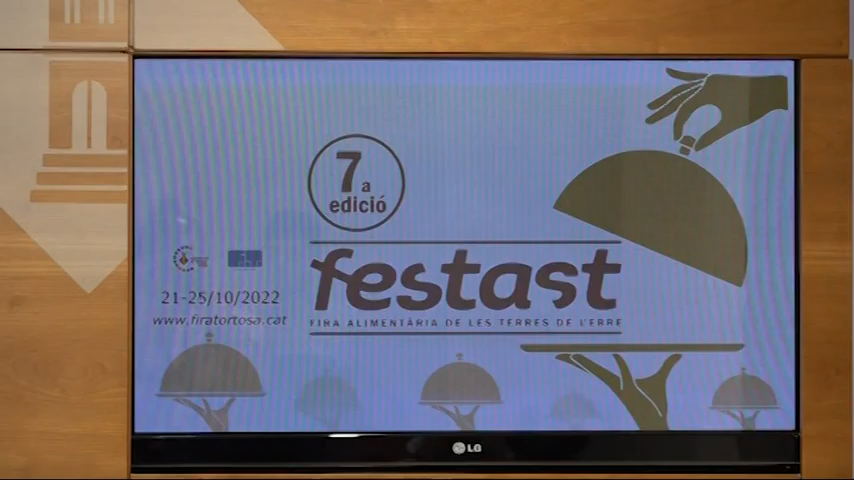 7a
edició
festast
FIRA ALIMENTÀRIA DE LES TERRES DE L'EBRE
21-25/10/2022
www.firatortosa.cat
LG